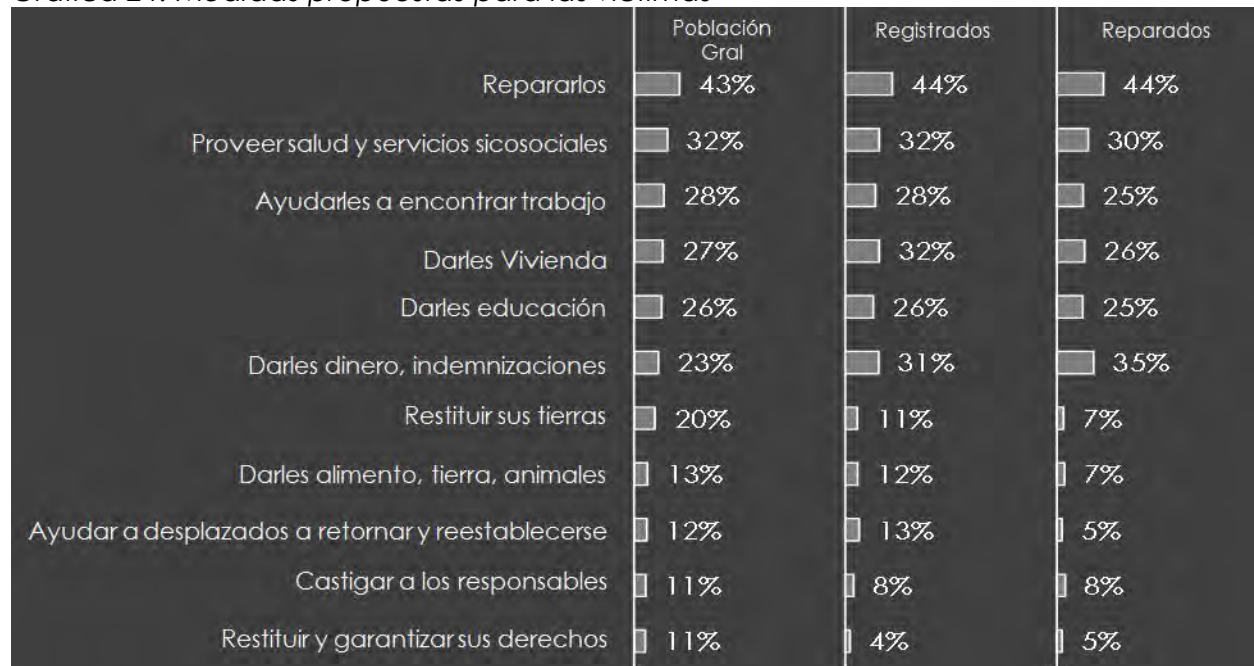 Población Gral Registrados Reparados
Repararlos 43% 44% 44%
Proveer salud y servicios sicosociales 32% 32% 30%
Ayudarles a encontrar trabajo 28% 28% 25%
Darles Vivienda 27% 32% 26%
Darles educación 26% 26% 25%
Darles dinero, indemnizaciones 23% 31% 35%
Restituir sus tierras 20% 11% 7%
Darles alimento, tierra, animales 13% 12% 7%
Ayudar a desplazados a retornar y reestablecerse 12% 13% 5%
Castigar a los responsables 11% 8% 8%
Restituir y garantizar sus derechos 11% 4% 5%